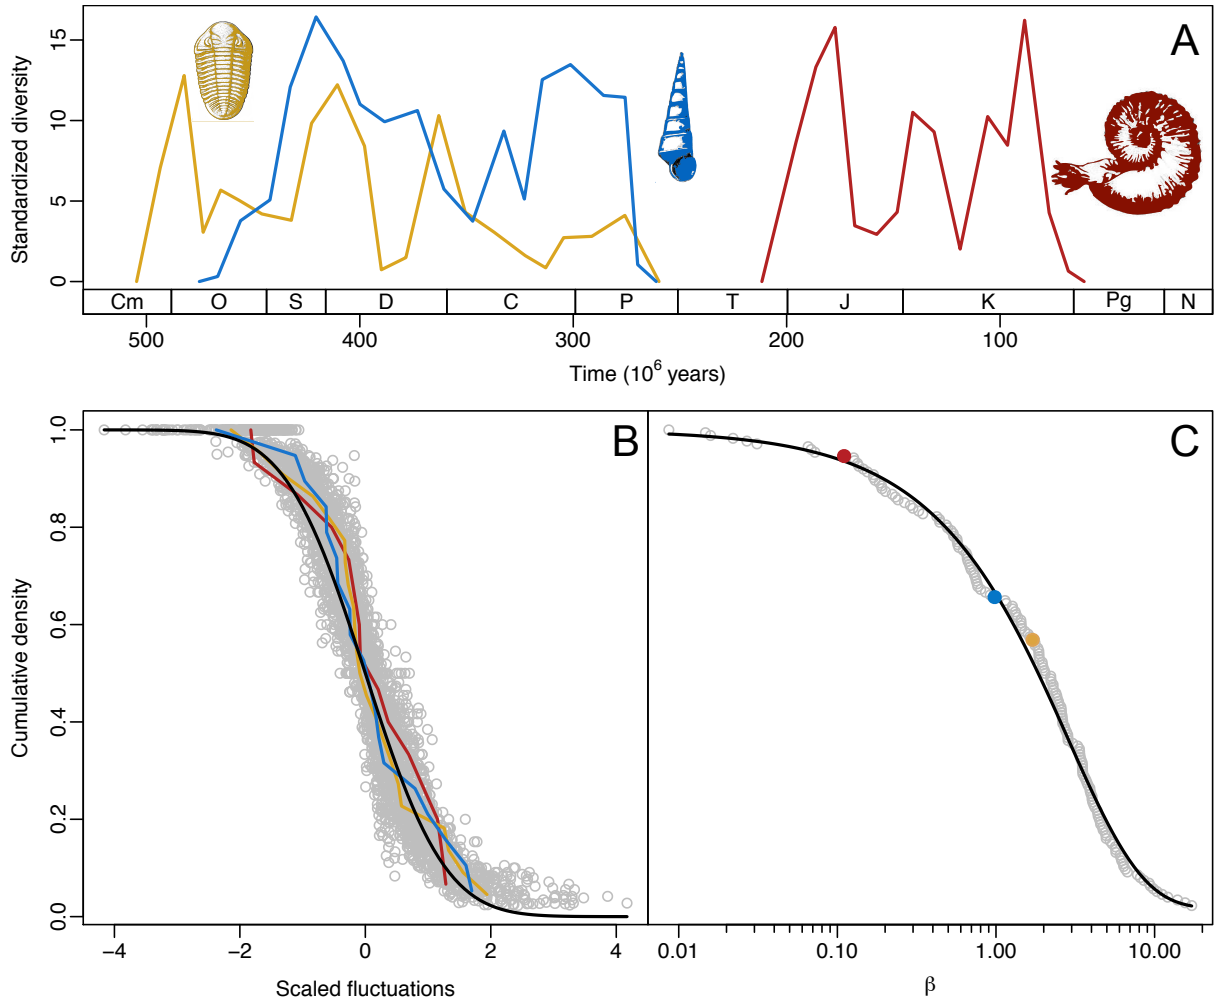 A
Standardized diversity
15
10
5
0
Cm O S D C P T J K Pg N
500 400 300 200 100
Time (10⁶ years)
B
C
Cumulative density
1.0
0.8
0.6
0.4
0.2
0.0
−4 −2 0 2 4
0.01 0.10 1.00 10.00
Scaled fluctuations
β